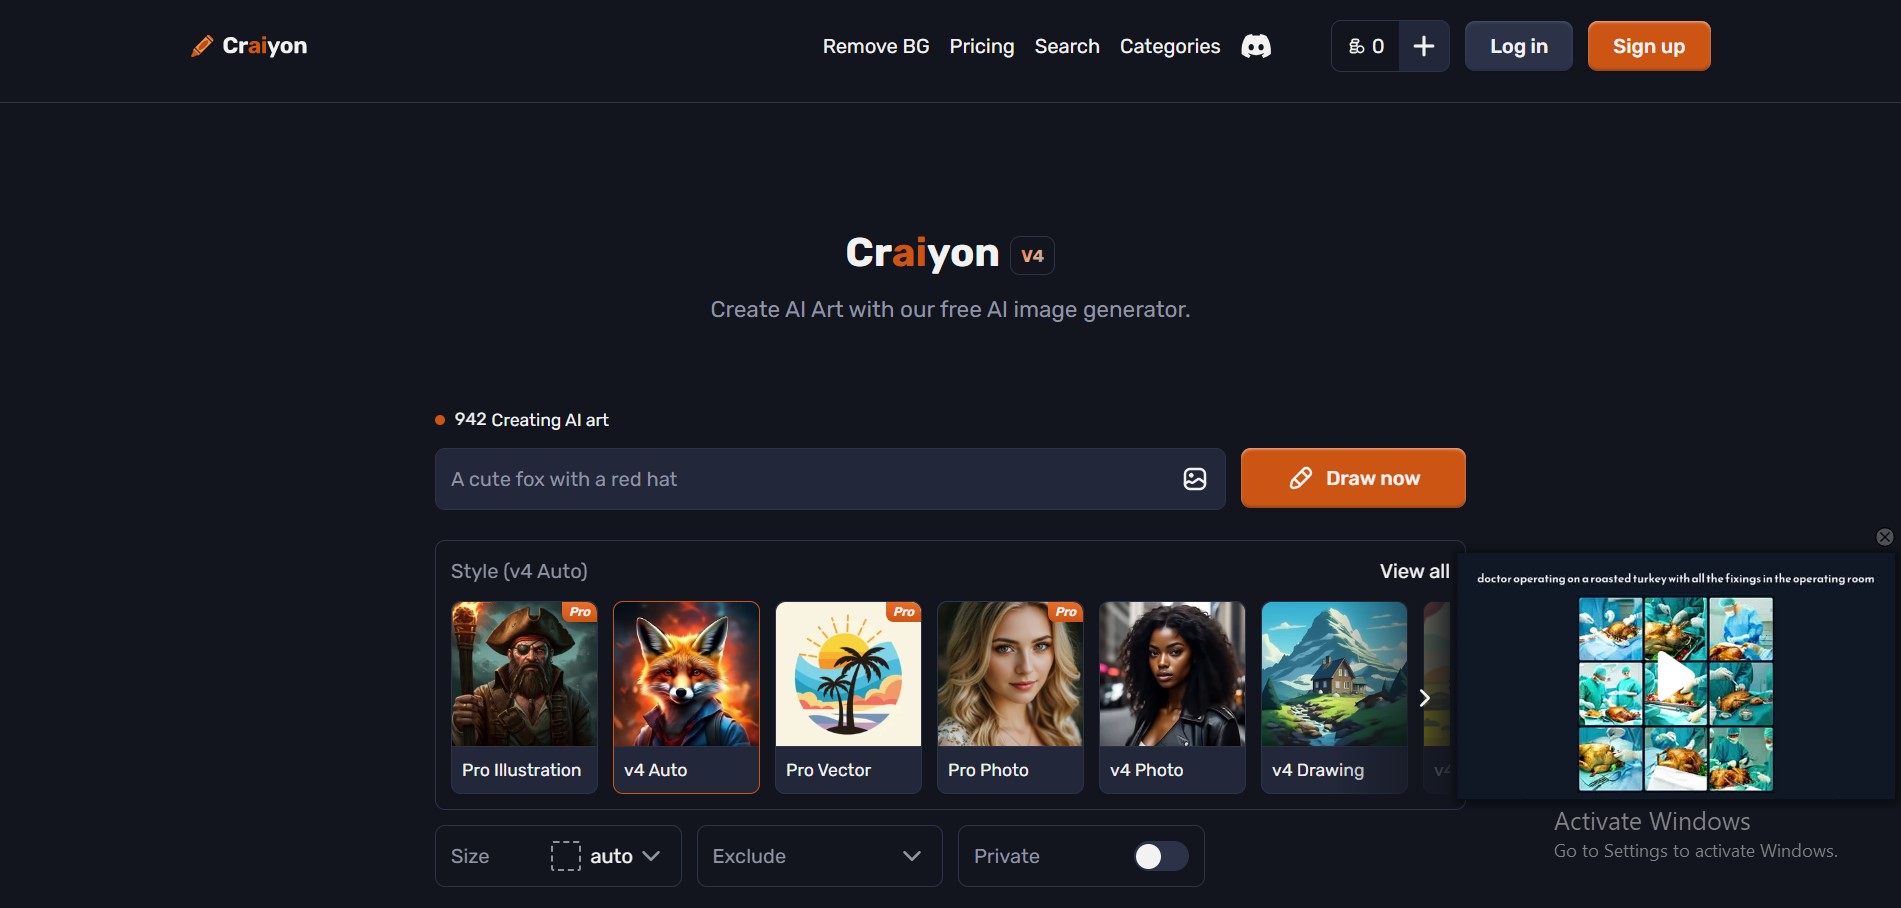 Craiyon
Remove BG Pricing Search Categories
0
Log in
Sign up
Craiyon V4
Create AI Art with our free AI image generator.
942 Creating AI art
A cute fox with a red hat
Draw now
Style (v4 Auto)
View all
Pro
Pro
Pro
Pro Illustration
v4 Auto
Pro Vector
Pro Photo
v4 Photo
v4 Drawing
v4
doctor operating on a roasted turkey with all the fixings in the operating room
Size auto
Exclude
Private
Activate Windows
Go to Settings to activate Windows.